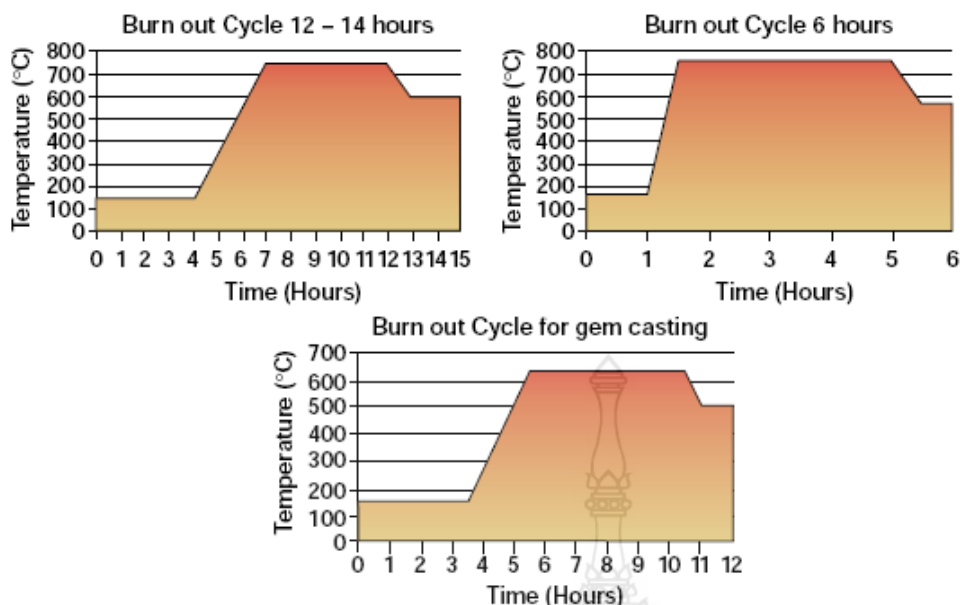 Burn out Cycle 12 – 14 hours
Temperature (°C)
800
700
600
500
400
300
200
100
0
0 1 2 3 4 5 6 7 8 9 10 11 12 13 14 15
Time (Hours)
Burn out Cycle 6 hours
Temperature (°C)
800
700
600
500
400
300
200
100
0
0 1 2 3 4 5 6
Time (Hours)
Burn out Cycle for gem casting
Temperature (°C)
700
600
500
400
300
200
100
0
0 1 2 3 4 5 6 7 8 9 10 11 12
Time (Hours)